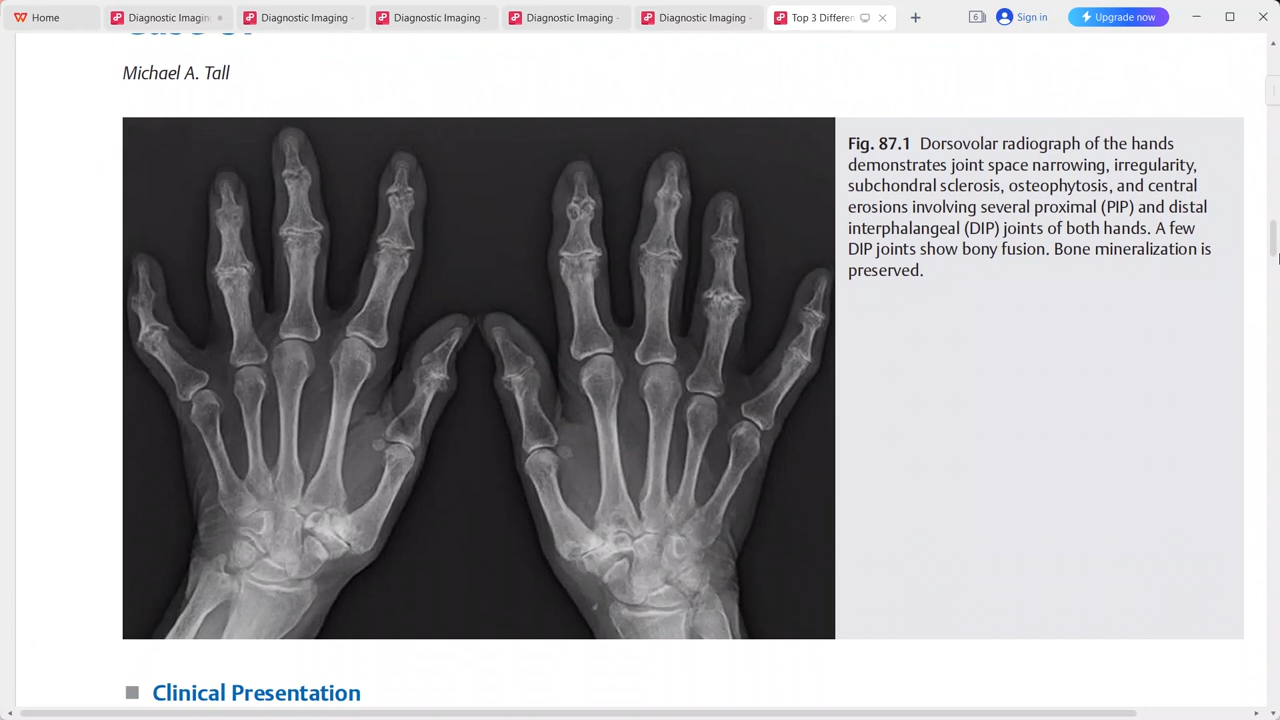 Home
Diagnostic Imagin
Diagnostic Imaging -
Diagnostic Imaging -
Diagnostic Imaging -
Diagnostic Imaging -
Top 3 Differen
6
Sign in
Upgrade now
Michael A. Tall
Fig. 87.1 Dorsovolar radiograph of the hands
demonstrates joint space narrowing, irregularity,
subchondral sclerosis, osteophytosis, and central
erosions involving several proximal (PIP) and distal
interphalangeal (DIP) joints of both hands. A few
DIP joints show bony fusion. Bone mineralization is
preserved.
Clinical Presentation